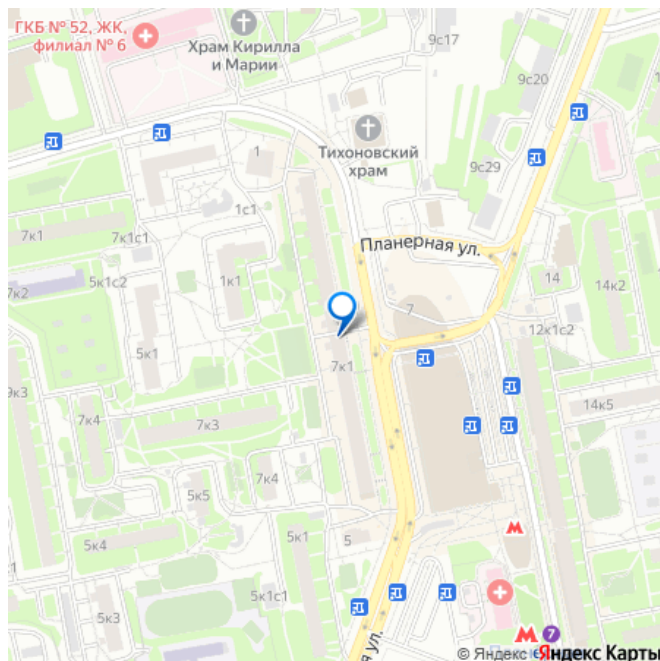 ГКБ № 52, ЖК,
филиал № 6
Храм Кирилла
и Марии
9с17
9с20
Тихоновский
храм
9с29
1
1с1
7к1
7к1с1
5к1с2
7к2
1к1
Планерная ул.
14
14к2
7
12к1с2
5к1
7к1
9к3
7к4
7к3
14к5
7к4
5к5
5к4
5к1
5
5к1с1
5к3
ул.
7
© Яндекс
Яндекс Карты